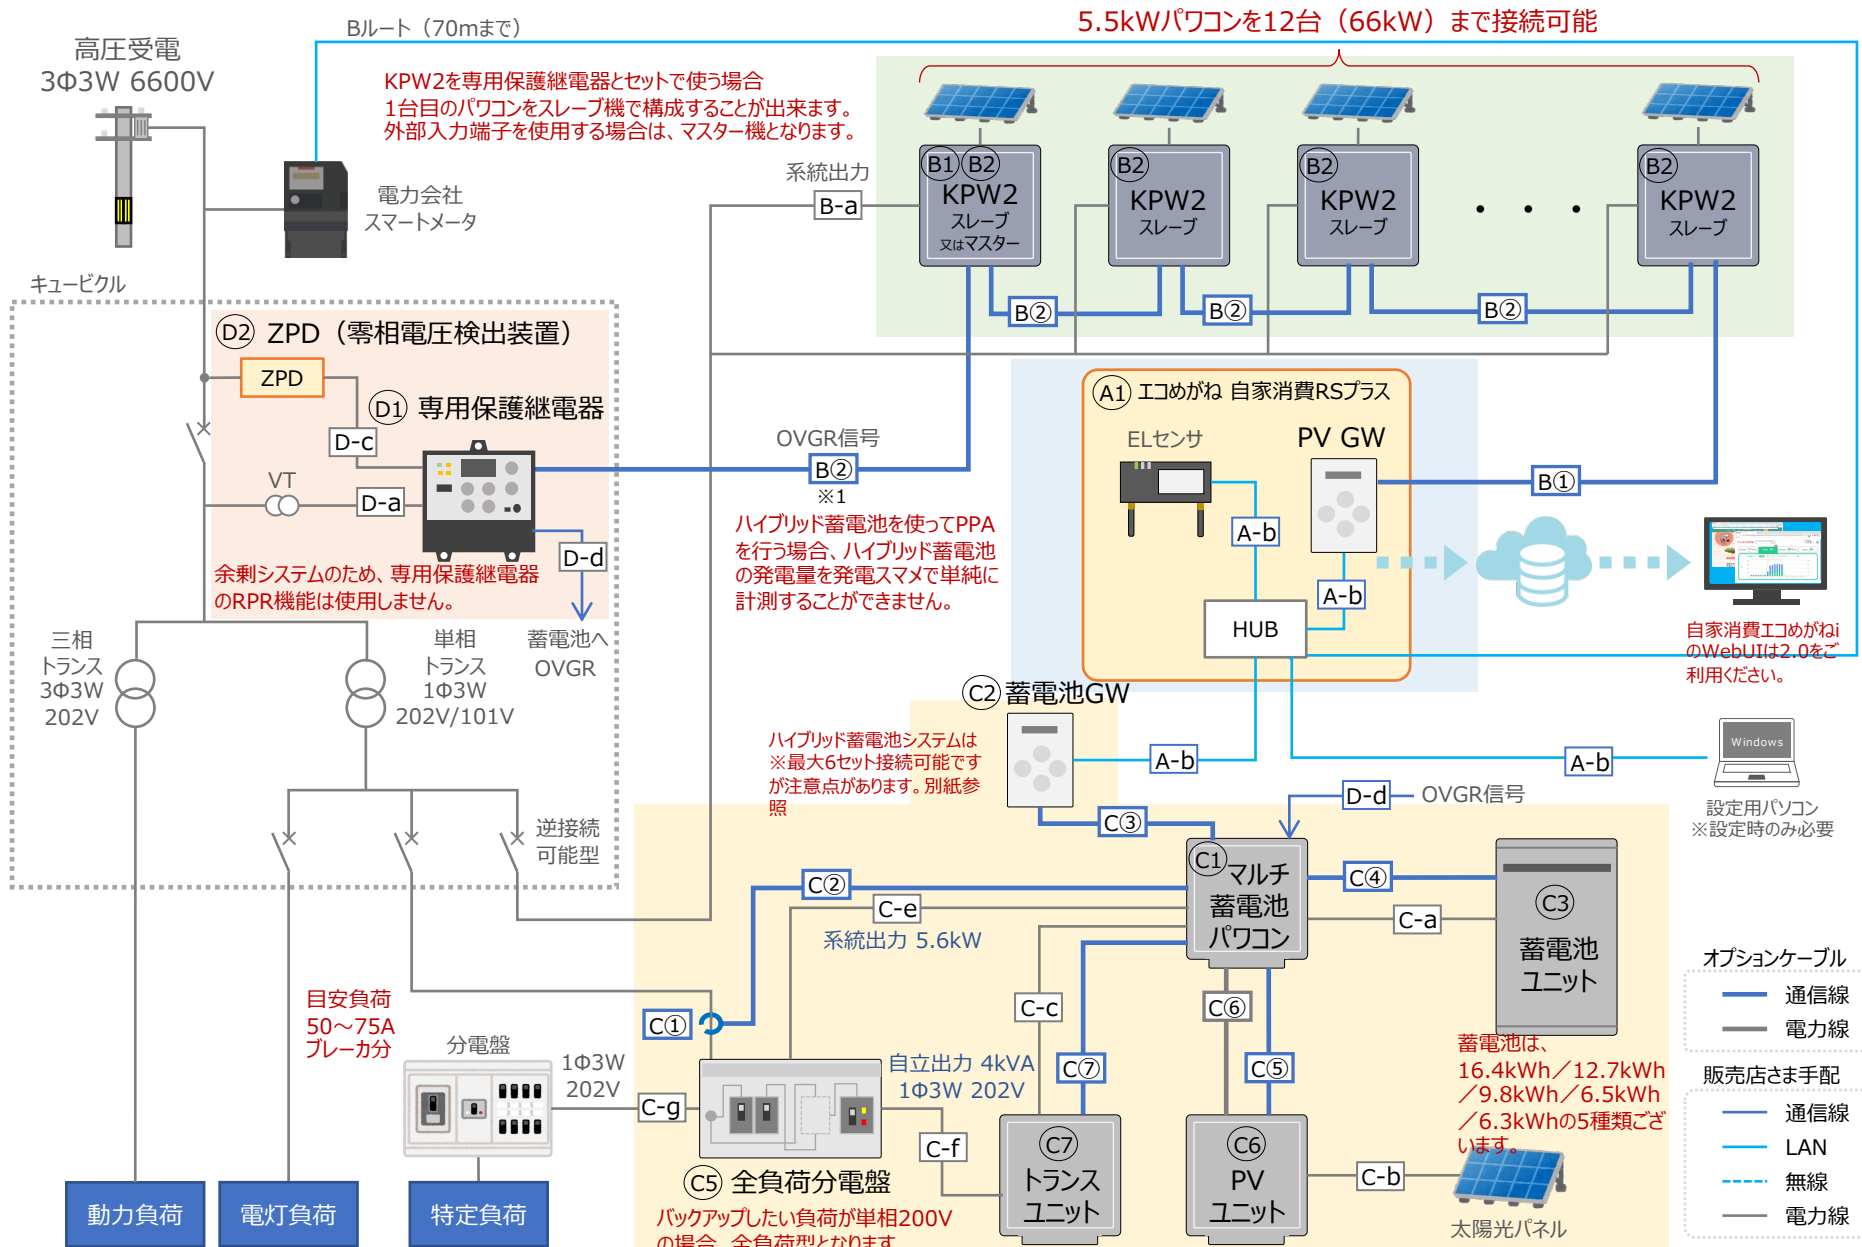 5.5kWパワコンを12台（66kW）まで接続可能
Bルート（70mまで）
高圧受電
3Φ3W 6600V
KPW2を専用保護継電器とセットで使う場合
1台目のパワコンをスレーブ機で構成することが出来ます。
外部入力端子を使用する場合は、マスター機となります。
電力会社
スマートメータ
系統出力
B-a
B1 B2
KPW2
スレーブ
又はマスター
B2
KPW2
スレーブ
B2
KPW2
スレーブ
・・・
B2
KPW2
スレーブ
B②
B②
B②
キュービクル
D2 ZPD（零相電圧検出装置）
ZPD
D1 専用保護継電器
D-c
VT
D-a
D-d
余剰システムのため、専用保護継電器
のRPR機能は使用しません。
蓄電池へ
OVGR
OVGR信号
B②
※1
ハイブリッド蓄電池を使ってPPA
を行う場合、ハイブリッド蓄電池
の発電量を発電スマメで単純に
計測することができません。
A1 エコめがね 自家消費RSプラス
ELセンサ
PV GW
A-b
A-b
HUB
B①
自家消費エコめがねi
のWebUIは2.0をご
利用ください。
三相
トランス
3Φ3W
202V
単相
トランス
1Φ3W
202V/101V
逆接続
可能型
C2 蓄電池GW
ハイブリッド蓄電池システムは
※最大6セット接続可能です
が注意点があります。別紙参
照
A-b
A-b
Windows
設定用パソコン
※設定時のみ必要
D-d
OVGR信号
C③
C1
マルチ
蓄電池
パワコン
C②
C-e
系統出力 5.6kW
C④
C-a
C3
蓄電池
ユニット
C①
C-c
C⑥
C⑦
C⑤
目安負荷
50～75A
ブレーカ分
分電盤
1Φ3W
202V
C-g
自立出力 4kVA
1Φ3W 202V
C-f
C7
トランス
ユニット
C6
PV
ユニット
C-b
蓄電池は、
16.4kWh／12.7kWh
／9.8kWh／6.5kWh
／6.3kWhの5種類ござ
います。
太陽光パネル
C5 全負荷分電盤
バックアップしたい負荷が単相200V
の場合、全負荷型となります
動力負荷
電灯負荷
特定負荷
オプションケーブル
通信線
電力線
販売店さま手配
通信線
LAN
無線
電力線